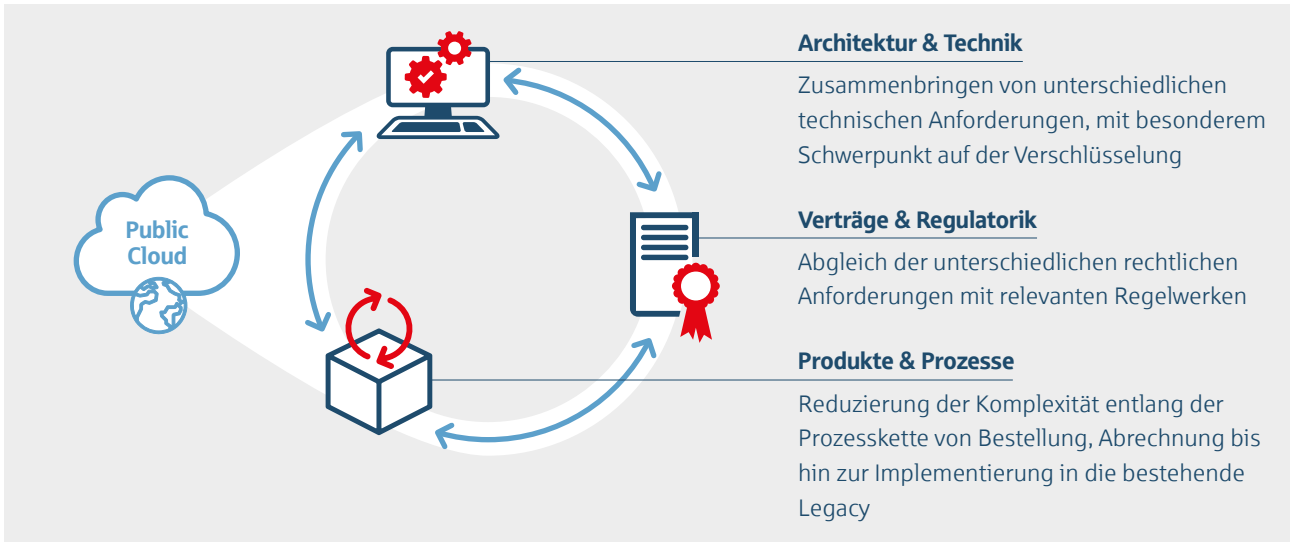 Public
Cloud
Architektur & Technik
Zusammenbringen von unterschiedlichen
technischen Anforderungen, mit besonderem
Schwerpunkt auf der Verschlüsselung
Verträge & Regulatorik
Abgleich der unterschiedlichen rechtlichen
Anforderungen mit relevanten Regelwerken
Produkte & Prozesse
Reduzierung der Komplexität entlang der
Prozesskette von Bestellung, Abrechnung bis
hin zur Implementierung in die bestehende
Legacy